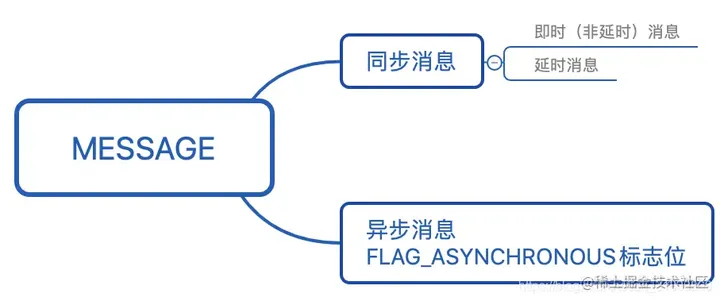 MESSAGE
同步消息
即时（非延时）消息
延时消息
异步消息
FLAG_ASYNCHRONOUS标志位
@稀土掘金技术社区